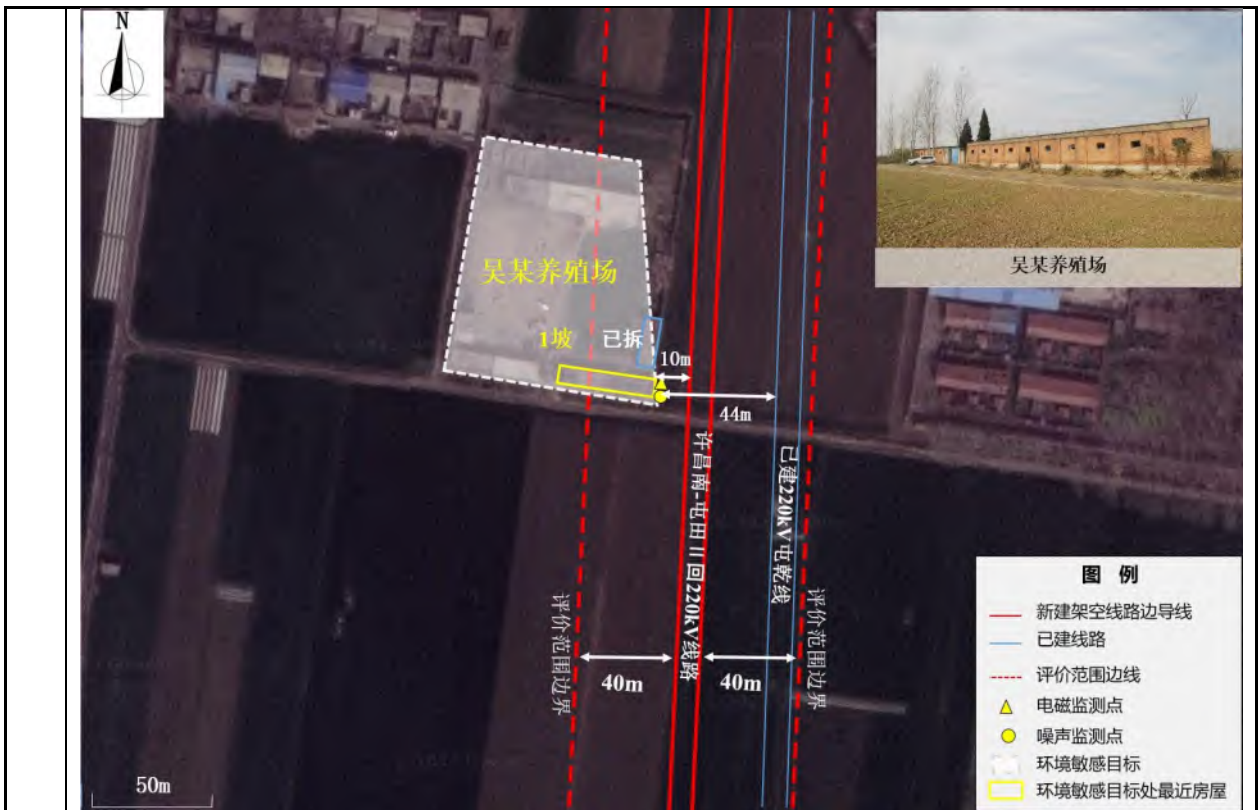 N
吴某养殖场
吴某养殖场
1坡
已拆
10m
44m
许昌南-屯田Ⅱ回220kV线路
已建220kV屯乾线
评价范围边界
评价范围边界
40m
40m
50m
图 例
新建架空线路边导线
已建线路
评价范围边线
电磁监测点
噪声监测点
环境敏感目标
环境敏感目标处最近房屋